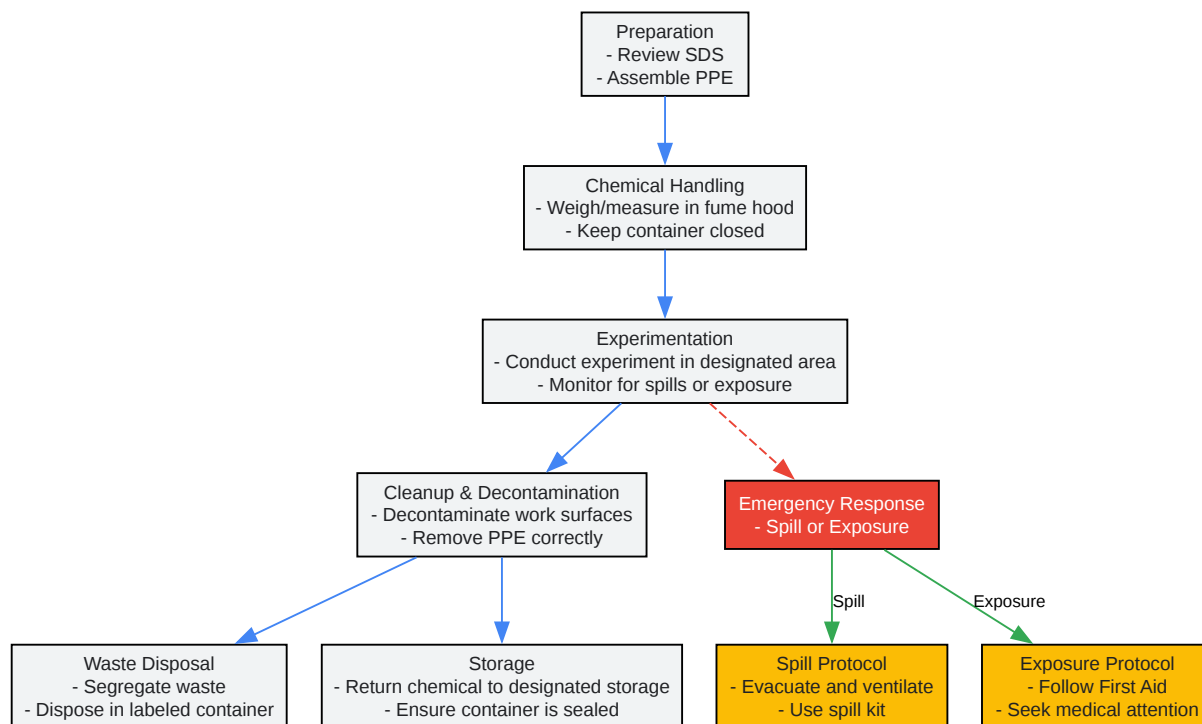 Preparation
- Review SDS
- Assemble PPE
Chemical Handling
- Weigh/measure in fume hood
- Keep container closed
Experimentation
- Conduct experiment in designated area
- Monitor for spills or exposure
Cleanup & Decontamination
- Decontaminate work surfaces
- Remove PPE correctly
Emergency Response
- Spill or Exposure
Spill
Exposure
Waste Disposal
- Segregate waste
- Dispose in labeled container
Storage
- Return chemical to designated storage
- Ensure container is sealed
Spill Protocol
- Evacuate and ventilate
- Use spill kit
Exposure Protocol
- Follow First Aid
- Seek medical attention